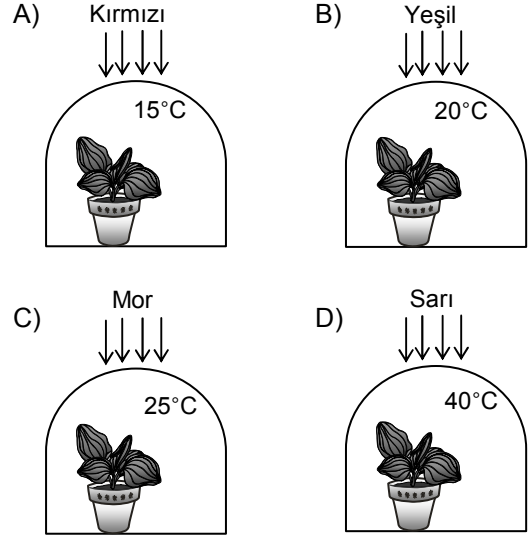 A) Kırmızı
15°C
B) Yeşil
20°C
C) Mor
25°C
D) Sarı
40°C